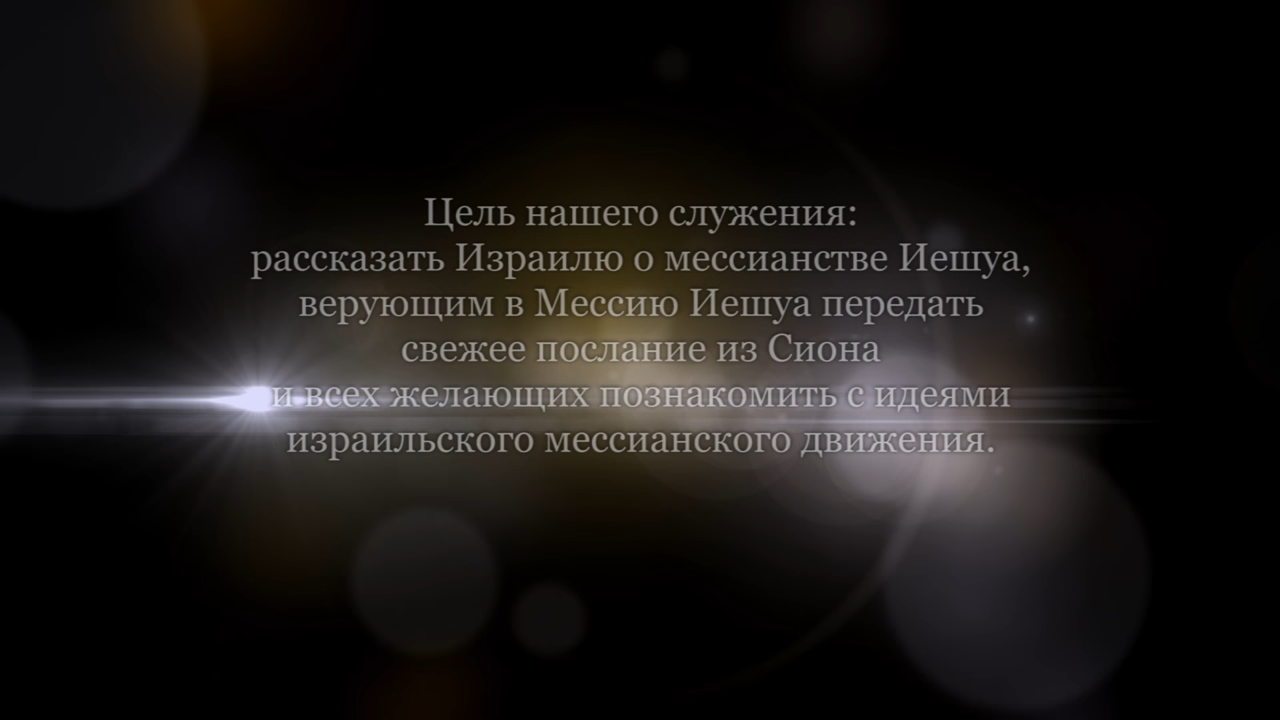 Цель нашего служения:
рассказать Израилю о мессианстве Иешуа,
верующим в Мессию Иешуа передать
свежее послание из Сиона
и всех желающих познакомить с идеями
израильского мессианского движения.